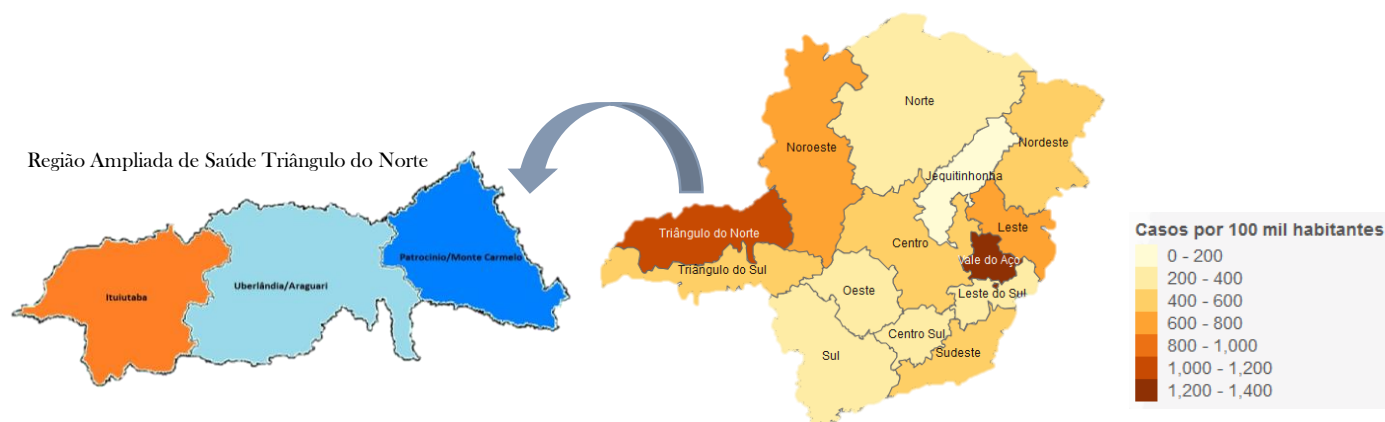 Região Ampliada de Saúde Triângulo do Norte
Ituiutaba
Uberlândia/Araguari
Patrocínio/Monte Carmelo
Norte
Nordeste
Noroeste
Jequitinhonha
Triângulo do Norte
Centro
Leste
Vale do Aço
Triângulo do Sul
Oeste
Leste do Sul
Centro Sul
Sudeste
Sul
Casos por 100 mil habitantes
0 - 200
200 - 400
400 - 600
600 - 800
800 - 1,000
1,000 - 1,200
1,200 - 1,400